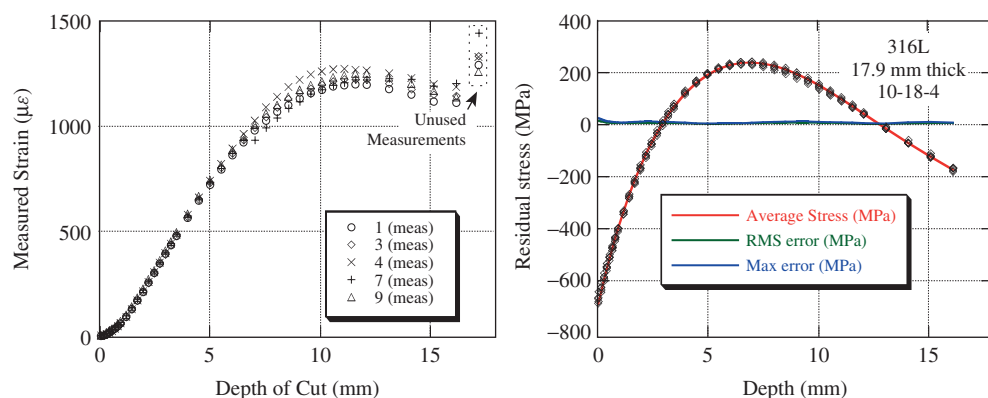 1500
1000
500
0
0
5
10
15
Measured Strain (με)
Depth of Cut (mm)
Unused
Measurements
1 (meas)
3 (meas)
4 (meas)
7 (meas)
9 (meas)
400
200
0
−200
−400
−600
−800
0
5
10
15
Residual stress (MPa)
Depth (mm)
316L
17.9 mm thick
10-18-4
Average Stress (MPa)
RMS error (MPa)
Max error (MPa)